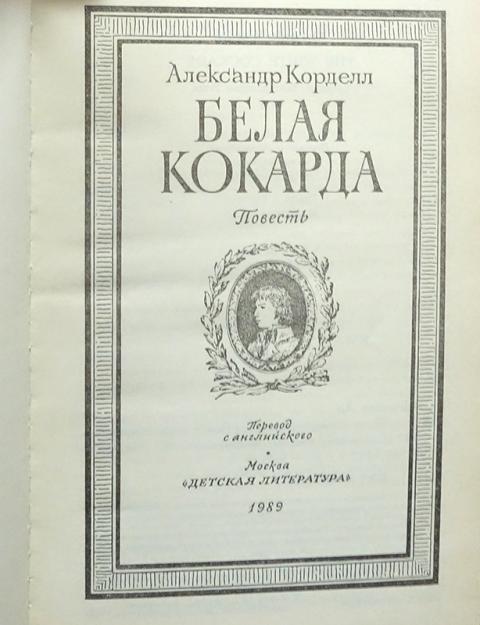 Александр Корделл
БЕЛАЯ
КОКАРДА
Повесть
Перевод
с английского
Москва
«ДЕТСКАЯ ЛИТЕРАТУРА»
1989